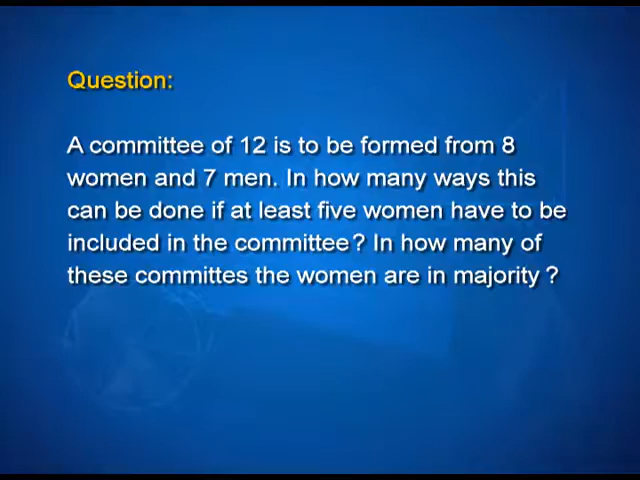 Question:
A committee of 12 is to be formed from 8
women and 7 men. In how many ways this
can be done if at least five women have to be
included in the committee? In how many of
these committes the women are in majority ?